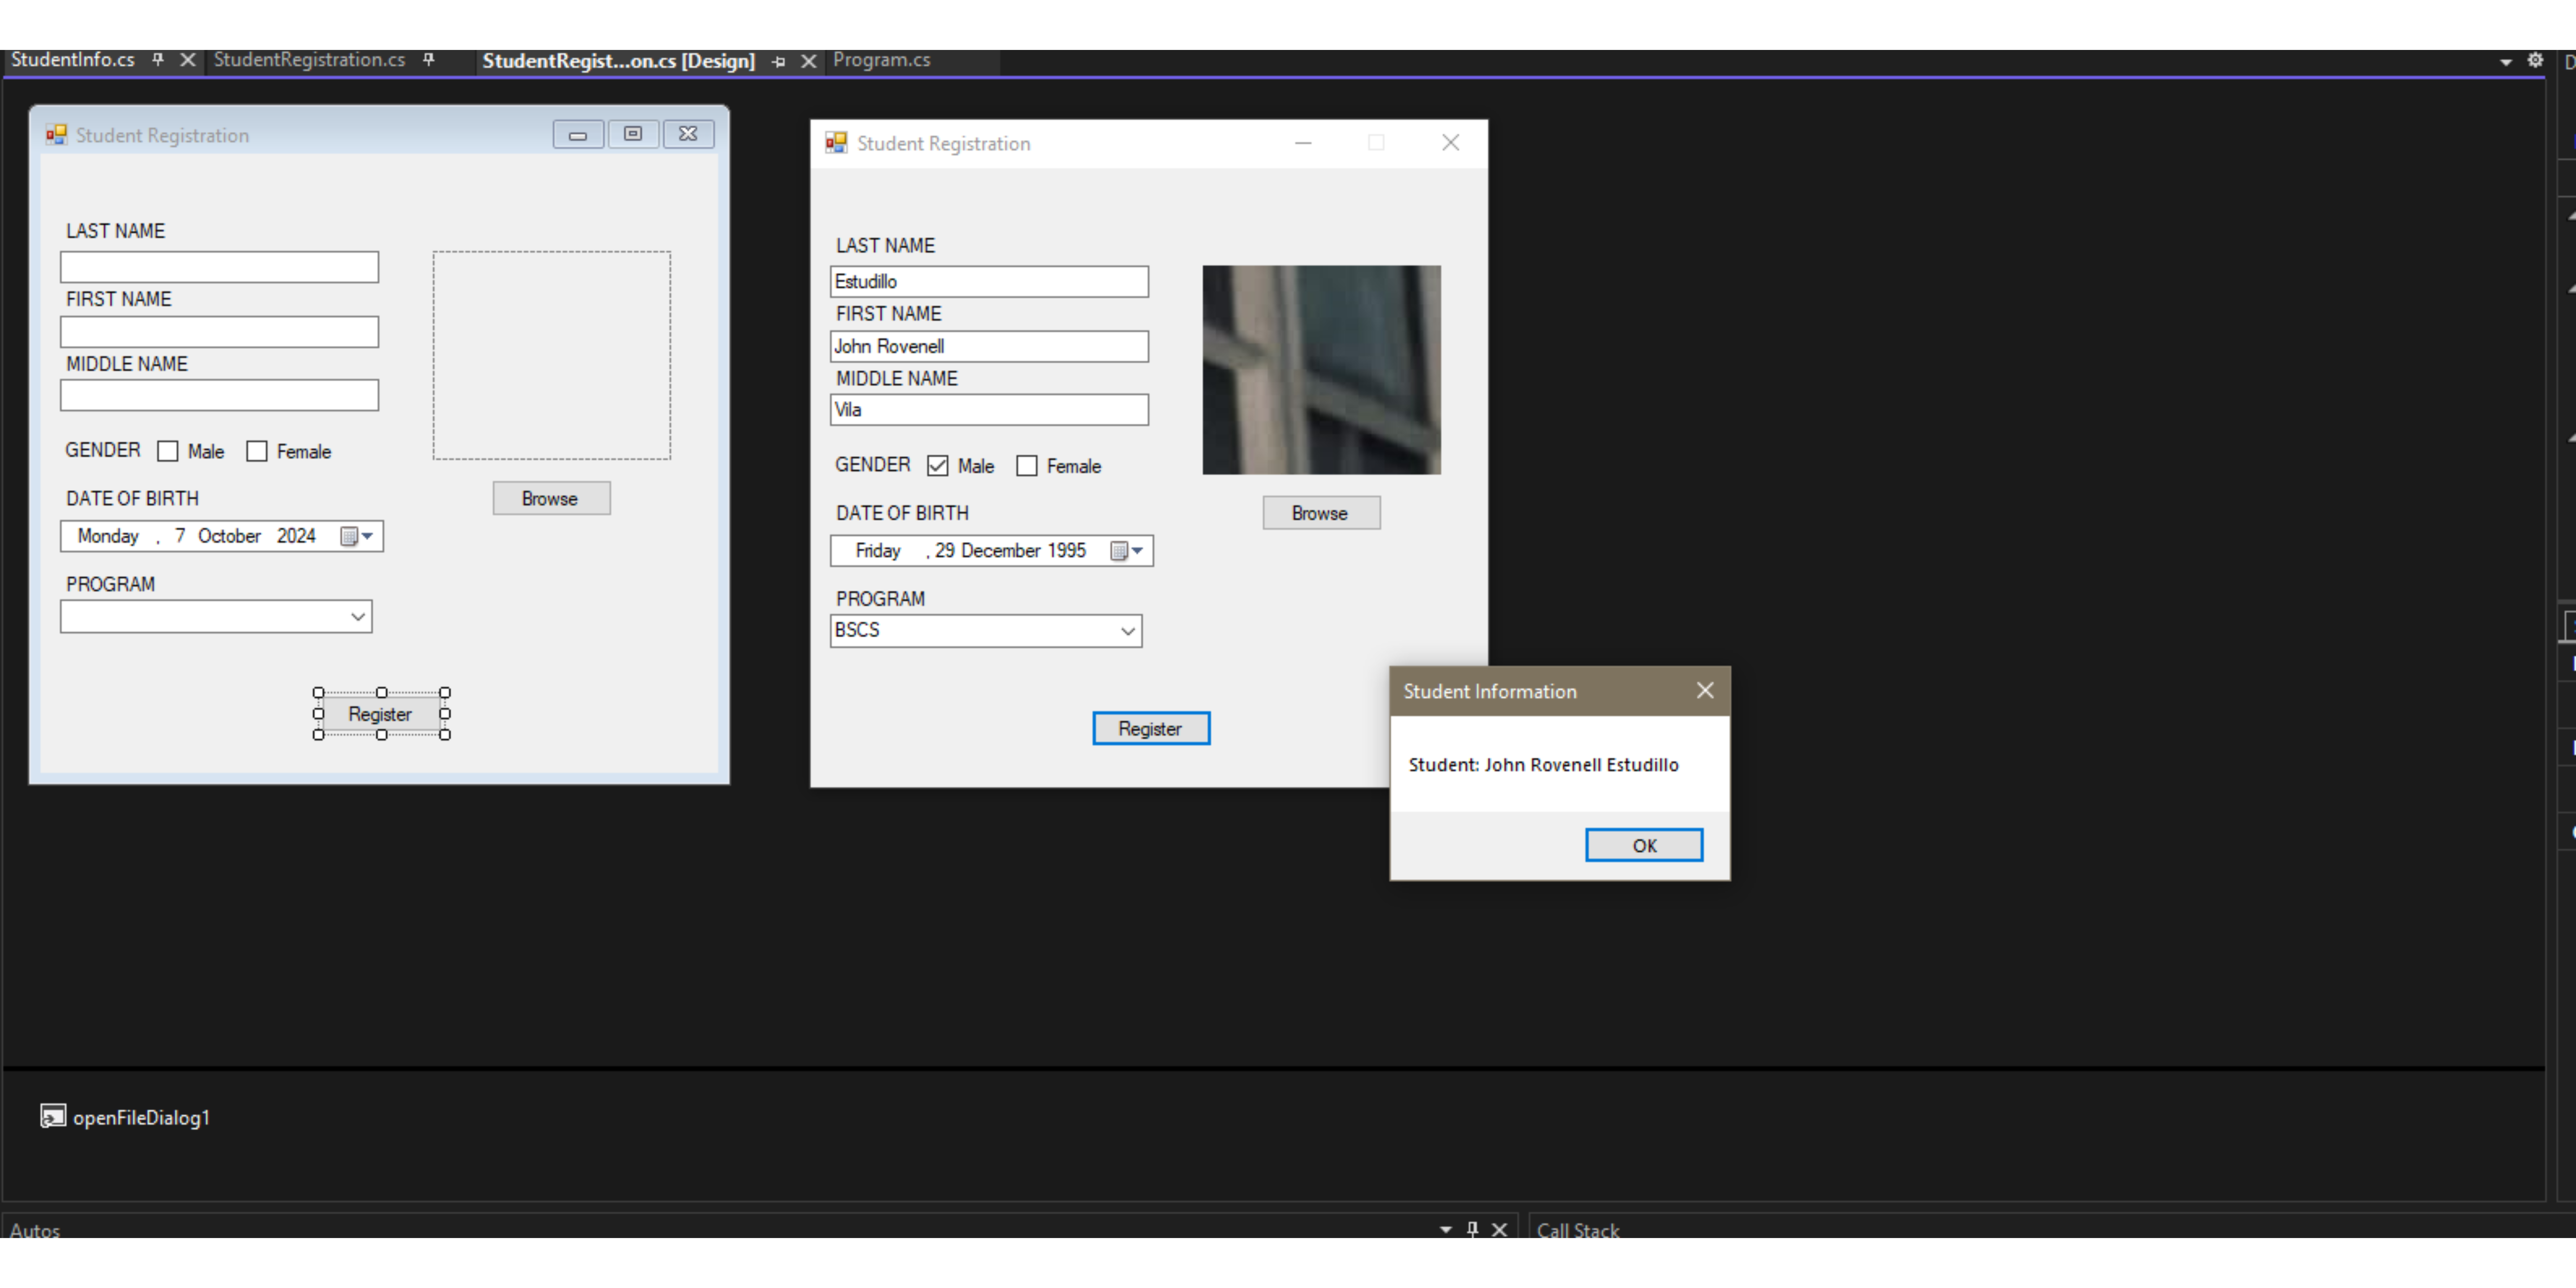 StudentInfo.cs StudentRegistration.cs StudentRegist...on.cs [Design] Program.cs
Student Registration
LAST NAME
FIRST NAME
MIDDLE NAME
GENDER Male Female
DATE OF BIRTH
Browse
Monday , 7 October 2024
PROGRAM
Register
Student Registration
LAST NAME
Estudillo
FIRST NAME
John Rovenell
MIDDLE NAME
Vila
GENDER Male Female
DATE OF BIRTH
Browse
Friday , 29 December 1995
PROGRAM
BSCS
Register
Student Information
Student: John Rovenell Estudillo
OK
openFileDialog1
Autos
Call Stack